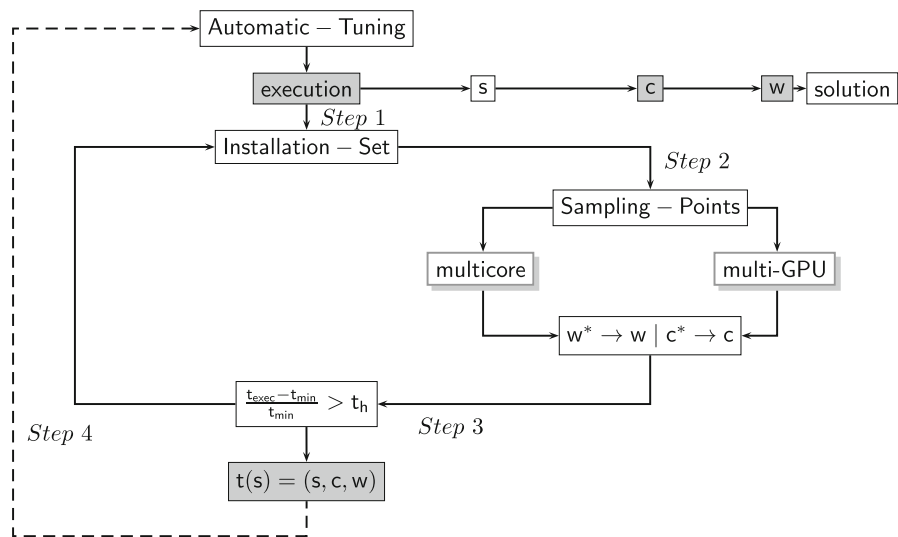 Automatic – Tuning
execution
s
c
w
solution
Step 1
Installation – Set
Step 2
Sampling – Points
multicore
multi-GPU
w* → w | c* → c
(t_exec − t_min) / t_min > t_h
Step 3
Step 4
t(s) = (s, c, w)